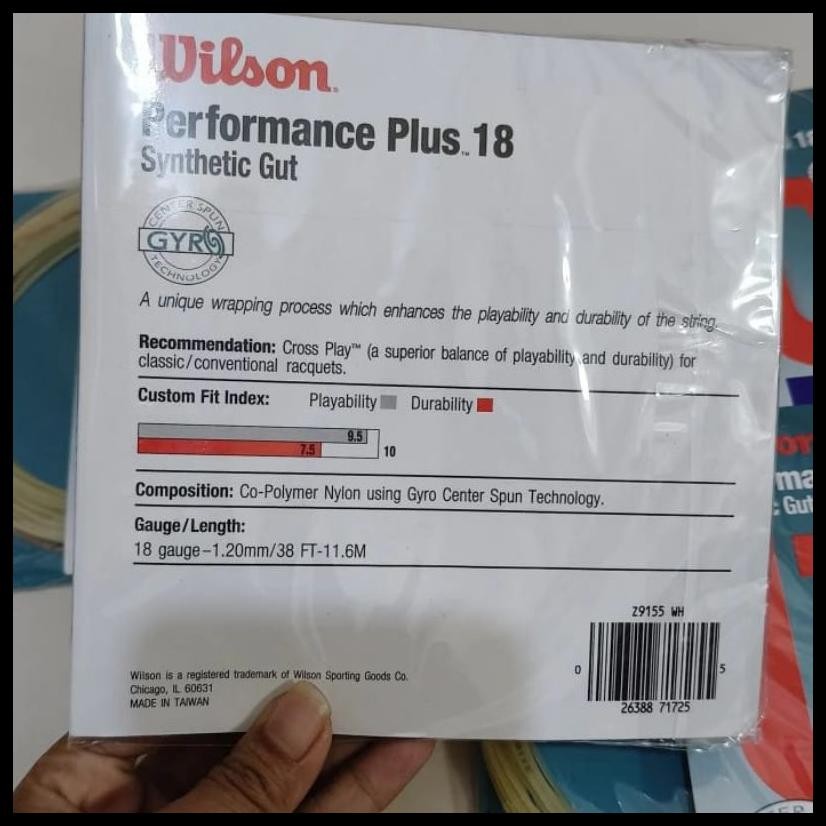 Wilson.
Performance Plus™ 18
Synthetic Gut
CENTER SPUN
GYRO
TECHNOLOGY
A unique wrapping process which enhances the playability and durability of the string.
Recommendation: Cross Play™ (a superior balance of playability and durability) for
classic/conventional racquets.
Custom Fit Index: Playability Durability
9.5
7.5 10
Composition: Co-Polymer Nylon using Gyro Center Spun Technology.
Gauge/Length:
18 gauge-1.20mm/38 FT-11.6M
Z9155 WH
0 26388 71725 5
Wilson is a registered trademark of Wilson Sporting Goods Co.
Chicago, IL 60631
MADE IN TAIWAN